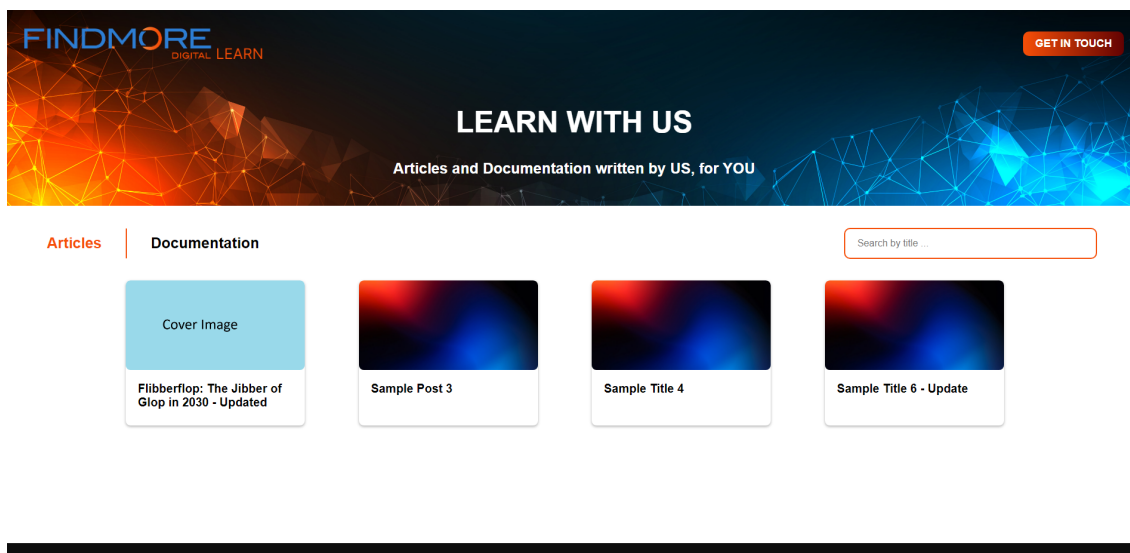 FINDMORE
DIGITAL LEARN
GET IN TOUCH
LEARN WITH US
Articles and Documentation written by US, for YOU
Articles
Documentation
Search by title ...
Cover Image
Flibberflop: The Jibber of
Glop in 2030 - Updated
Sample Post 3
Sample Title 4
Sample Title 6 - Update